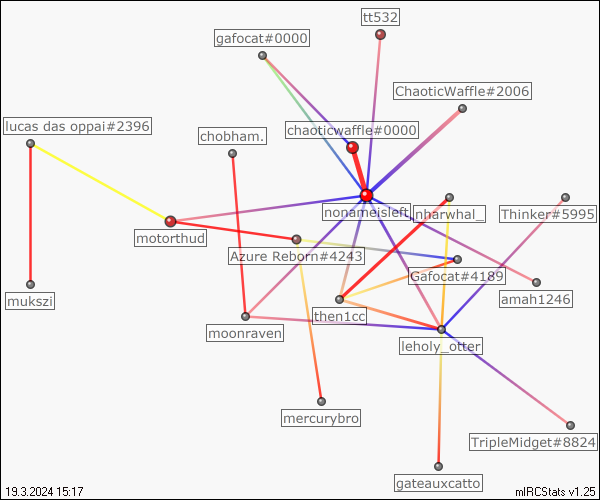 tt532
gafocat#0000
ChaoticWaffle#2006
lucas das oppai#2396
chobham.
chaoticwaffle#0000
nonameisleft_
nharwhal_
Thinker#5995
motorthud
Azure Reborn#4243
Gafocat#4189
amah1246
mukszi
moonraven
then1cc
leholy_otter
mercurybro
TripleMidget#8824
gateauxcatto
19.3.2024 15:17
mIRCStats v1.25